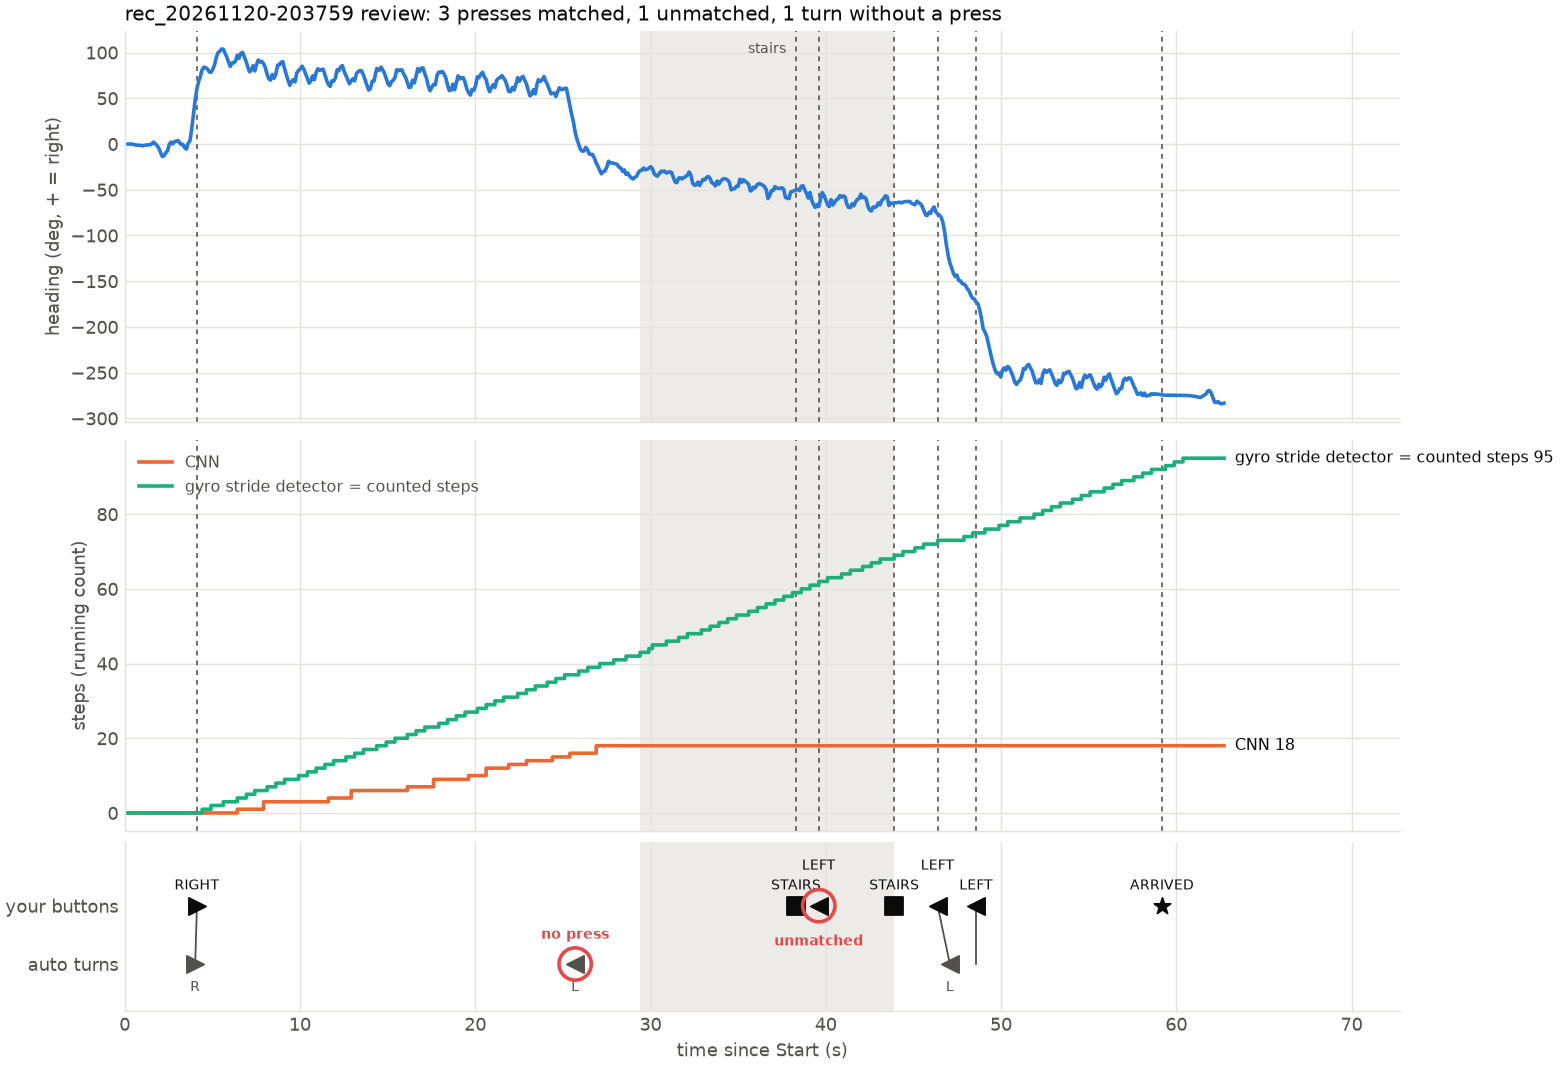 rec_20261120-203759 review: 3 presses matched, 1 unmatched, 1 turn without a press
heading (deg, + = right)
100
50
0
−50
−100
−150
−200
−250
−300
stairs
steps (running count)
80
60
40
20
0
CNN
gyro stride detector = counted steps
gyro stride detector = counted steps 95
CNN 18
your buttons
auto turns
RIGHT
STAIRS
LEFT
STAIRS
LEFT
LEFT
ARRIVED
no press
unmatched
R
L
L
0
10
20
30
40
50
60
70
time since Start (s)